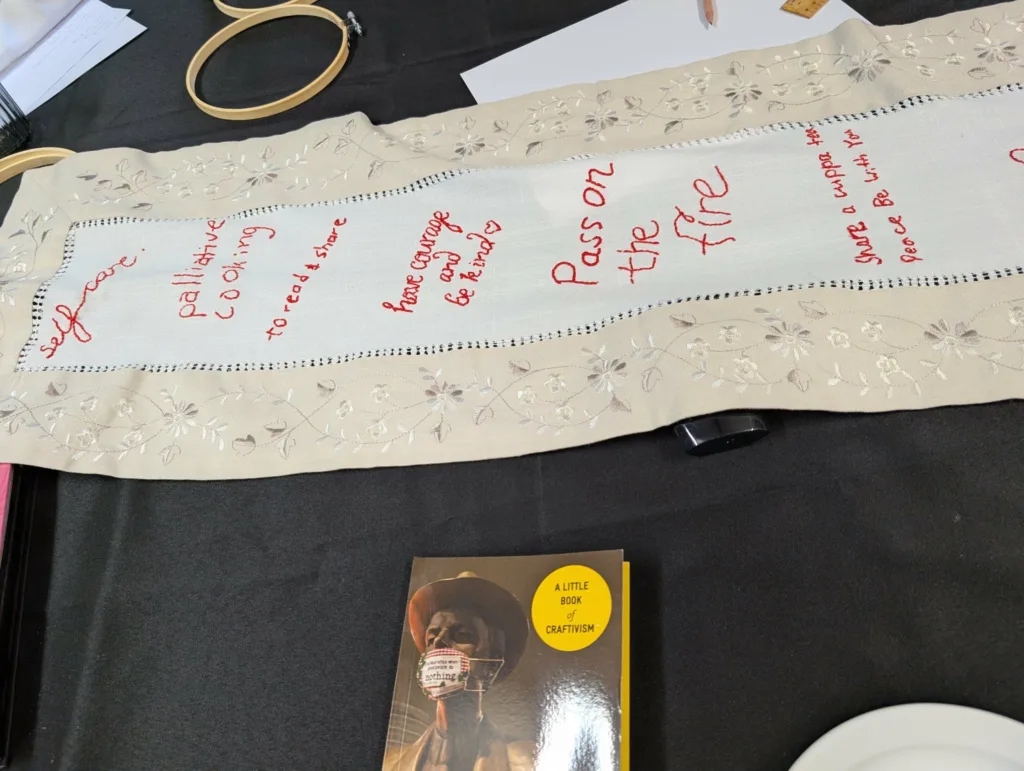 self-care.
palliative
cooking
to read & share
have courage
and
be kind
Pass on
the
fire
share a cuppa tea
Peace Be with You
A LITTLE
BOOK
of
CRAFTIVISM
nothing